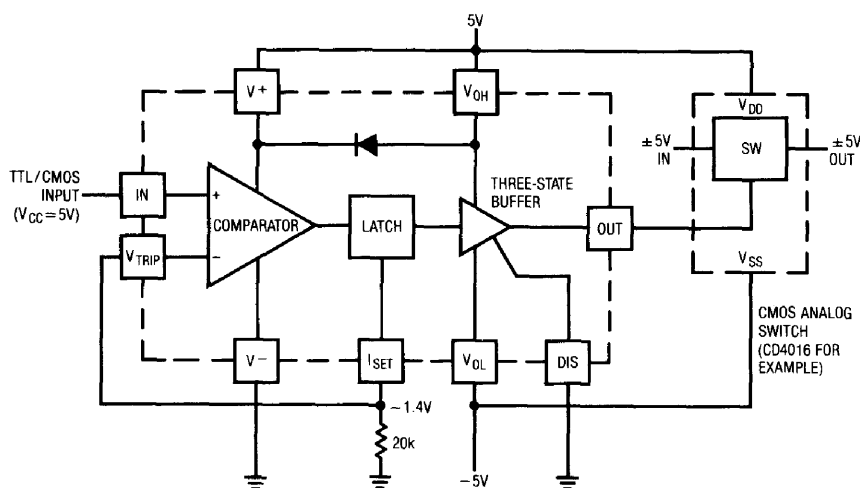 5V
V+
VOH
VDD
±5V
IN
SW
±5V
OUT
TTL/CMOS
INPUT
(VCC=5V)
IN
+
COMPARATOR
LATCH
THREE-STATE
BUFFER
OUT
VTRIP
−
VSS
V−
ISET
VOL
DIS
CMOS ANALOG
SWITCH
(CD4016 FOR
EXAMPLE)
~1.4V
20k
−5V